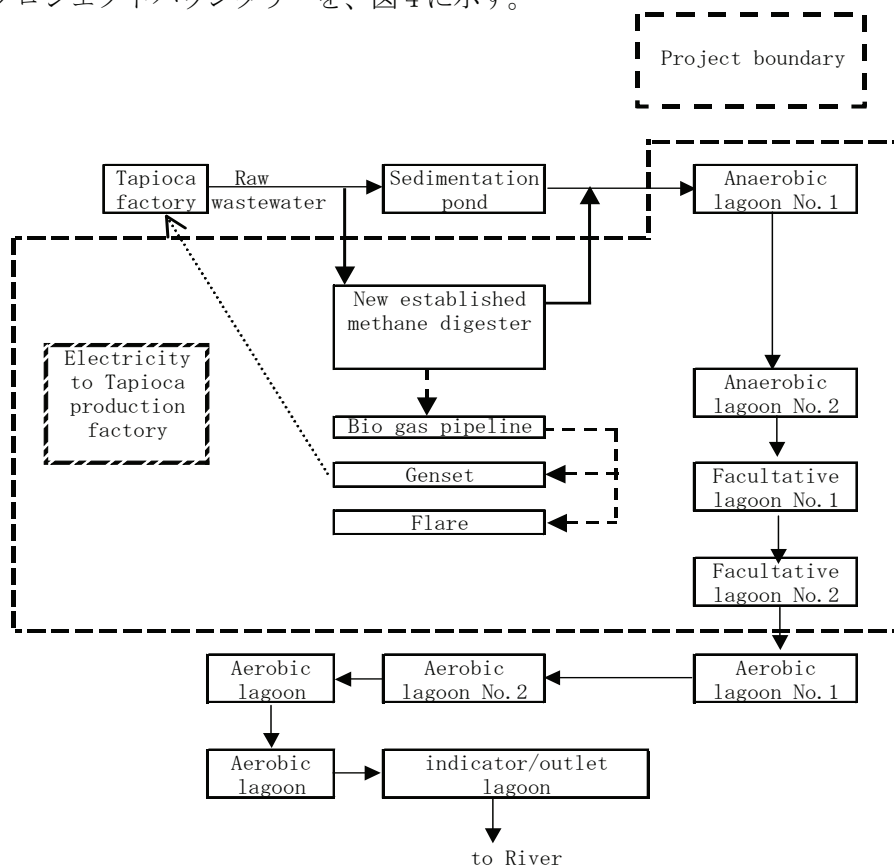 ロジェクトバウンダリーを、図４に示す。
Project boundary
Tapioca
factory
Raw
wastewater
Sedimentation
pond
Anaerobic
lagoon No.1
New established
methane digester
Electricity
to Tapioca
production
factory
Anaerobic
lagoon No.2
Bio gas pipeline
Genset
Facultative
lagoon No.1
Flare
Facultative
lagoon No.2
Aerobic
lagoon
Aerobic
lagoon No.2
Aerobic
lagoon No.1
Aerobic
lagoon
indicator/outlet
lagoon
to River